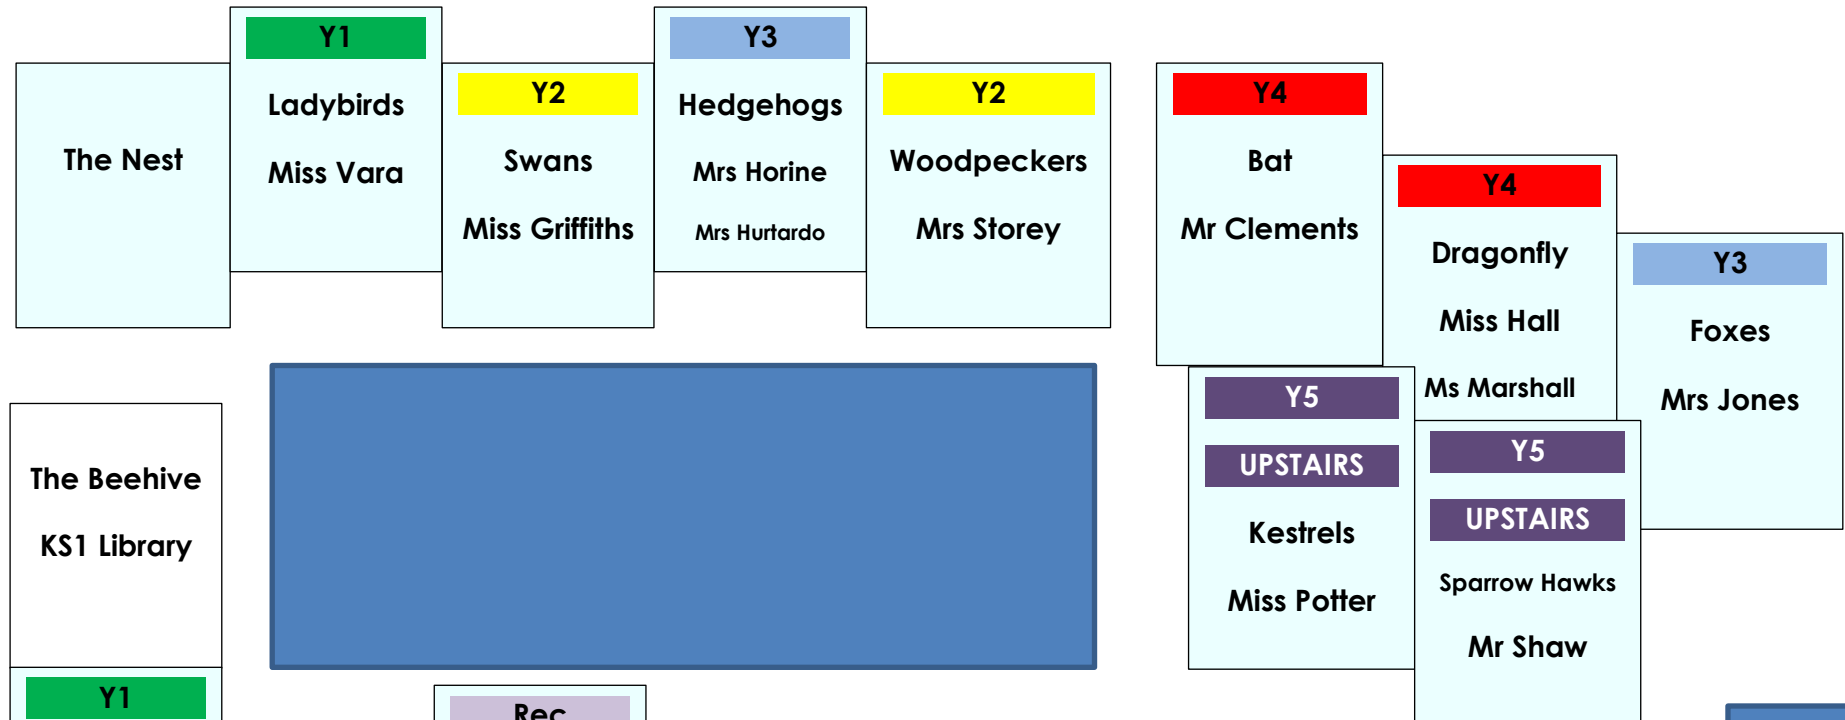 The Nest
Y1
Ladybirds
Miss Vara
Y2
Swans
Miss Griffiths
Y3
Hedgehogs
Mrs Horine
Mrs Hurtardo
Y2
Woodpeckers
Mrs Storey
Y4
Bat
Mr Clements
Y4
Dragonfly
Miss Hall
Ms Marshall
Y3
Foxes
Mrs Jones
Y5
UPSTAIRS
Kestrels
Miss Potter
Y5
UPSTAIRS
Sparrow Hawks
Mr Shaw
The Beehive
KS1 Library
Y1
Rec